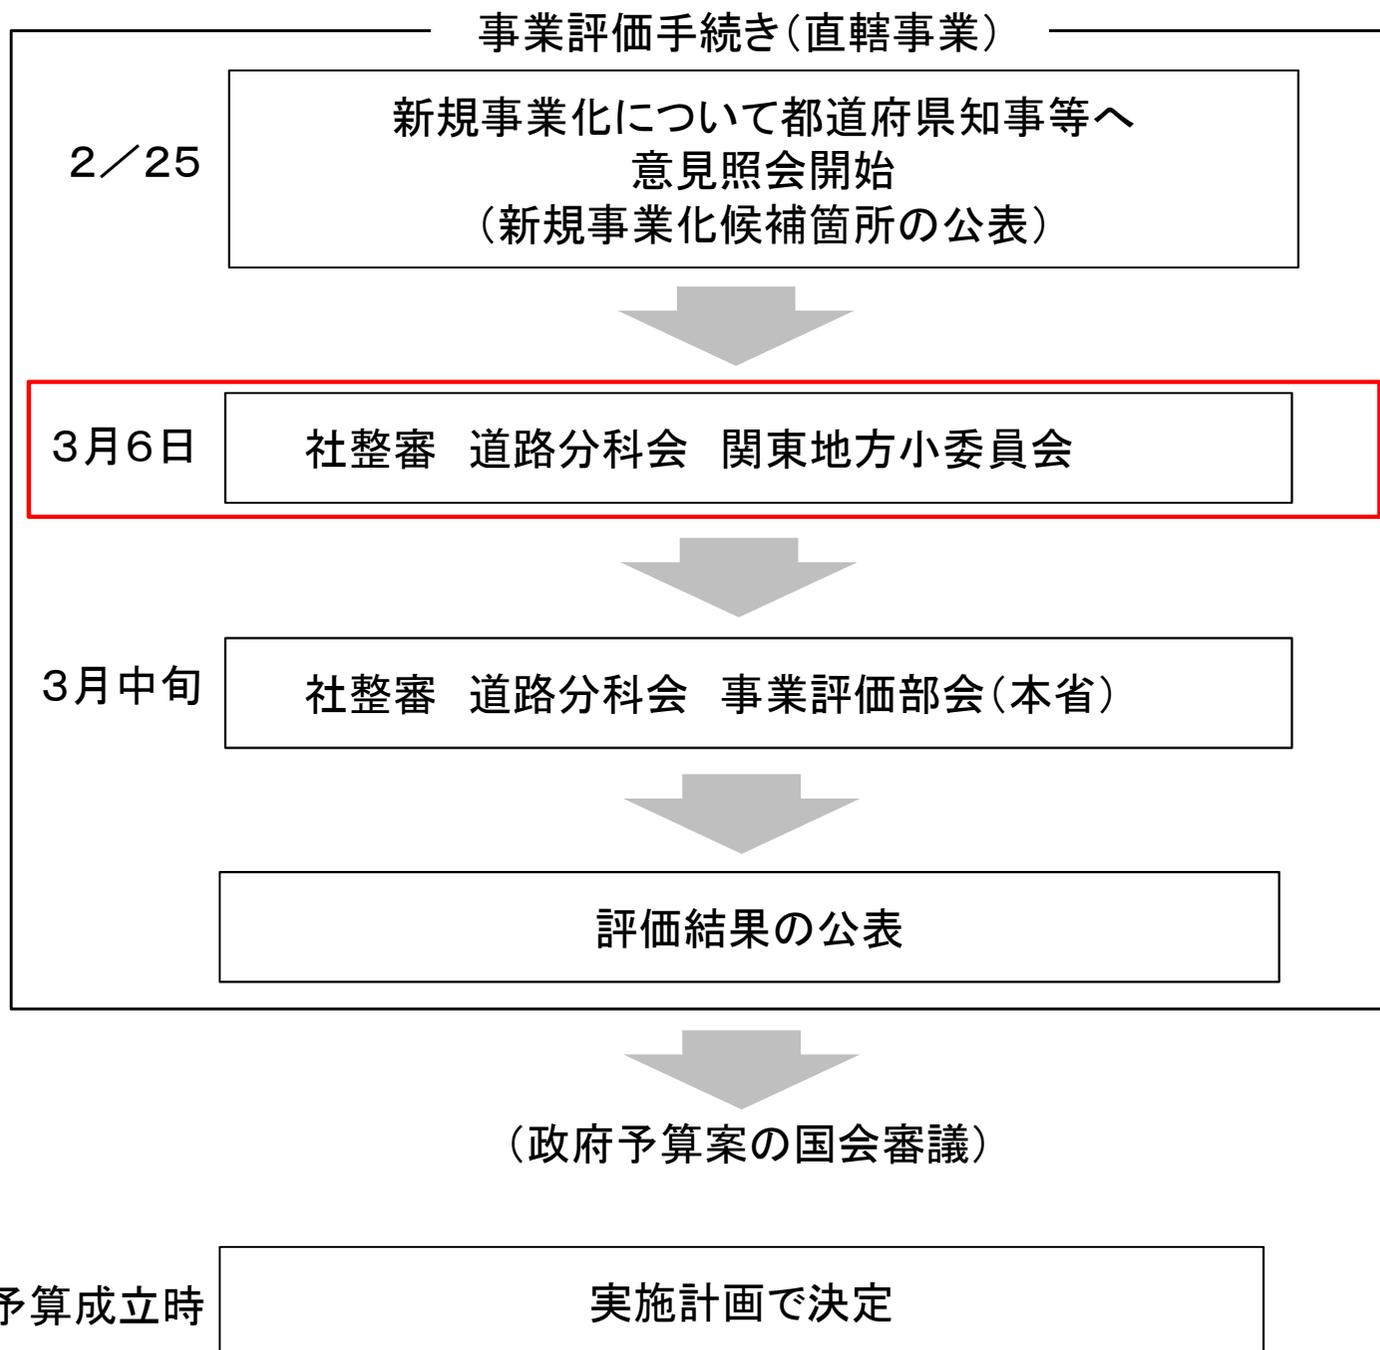 事業評価手続き（直轄事業）
２／２５
新規事業化について都道府県知事等へ
意見照会開始
（新規事業化候補箇所の公表）
３月６日
社整審　道路分科会　関東地方小委員会
３月中旬
社整審　道路分科会　事業評価部会（本省）
評価結果の公表
（政府予算案の国会審議）
予算成立時
実施計画で決定